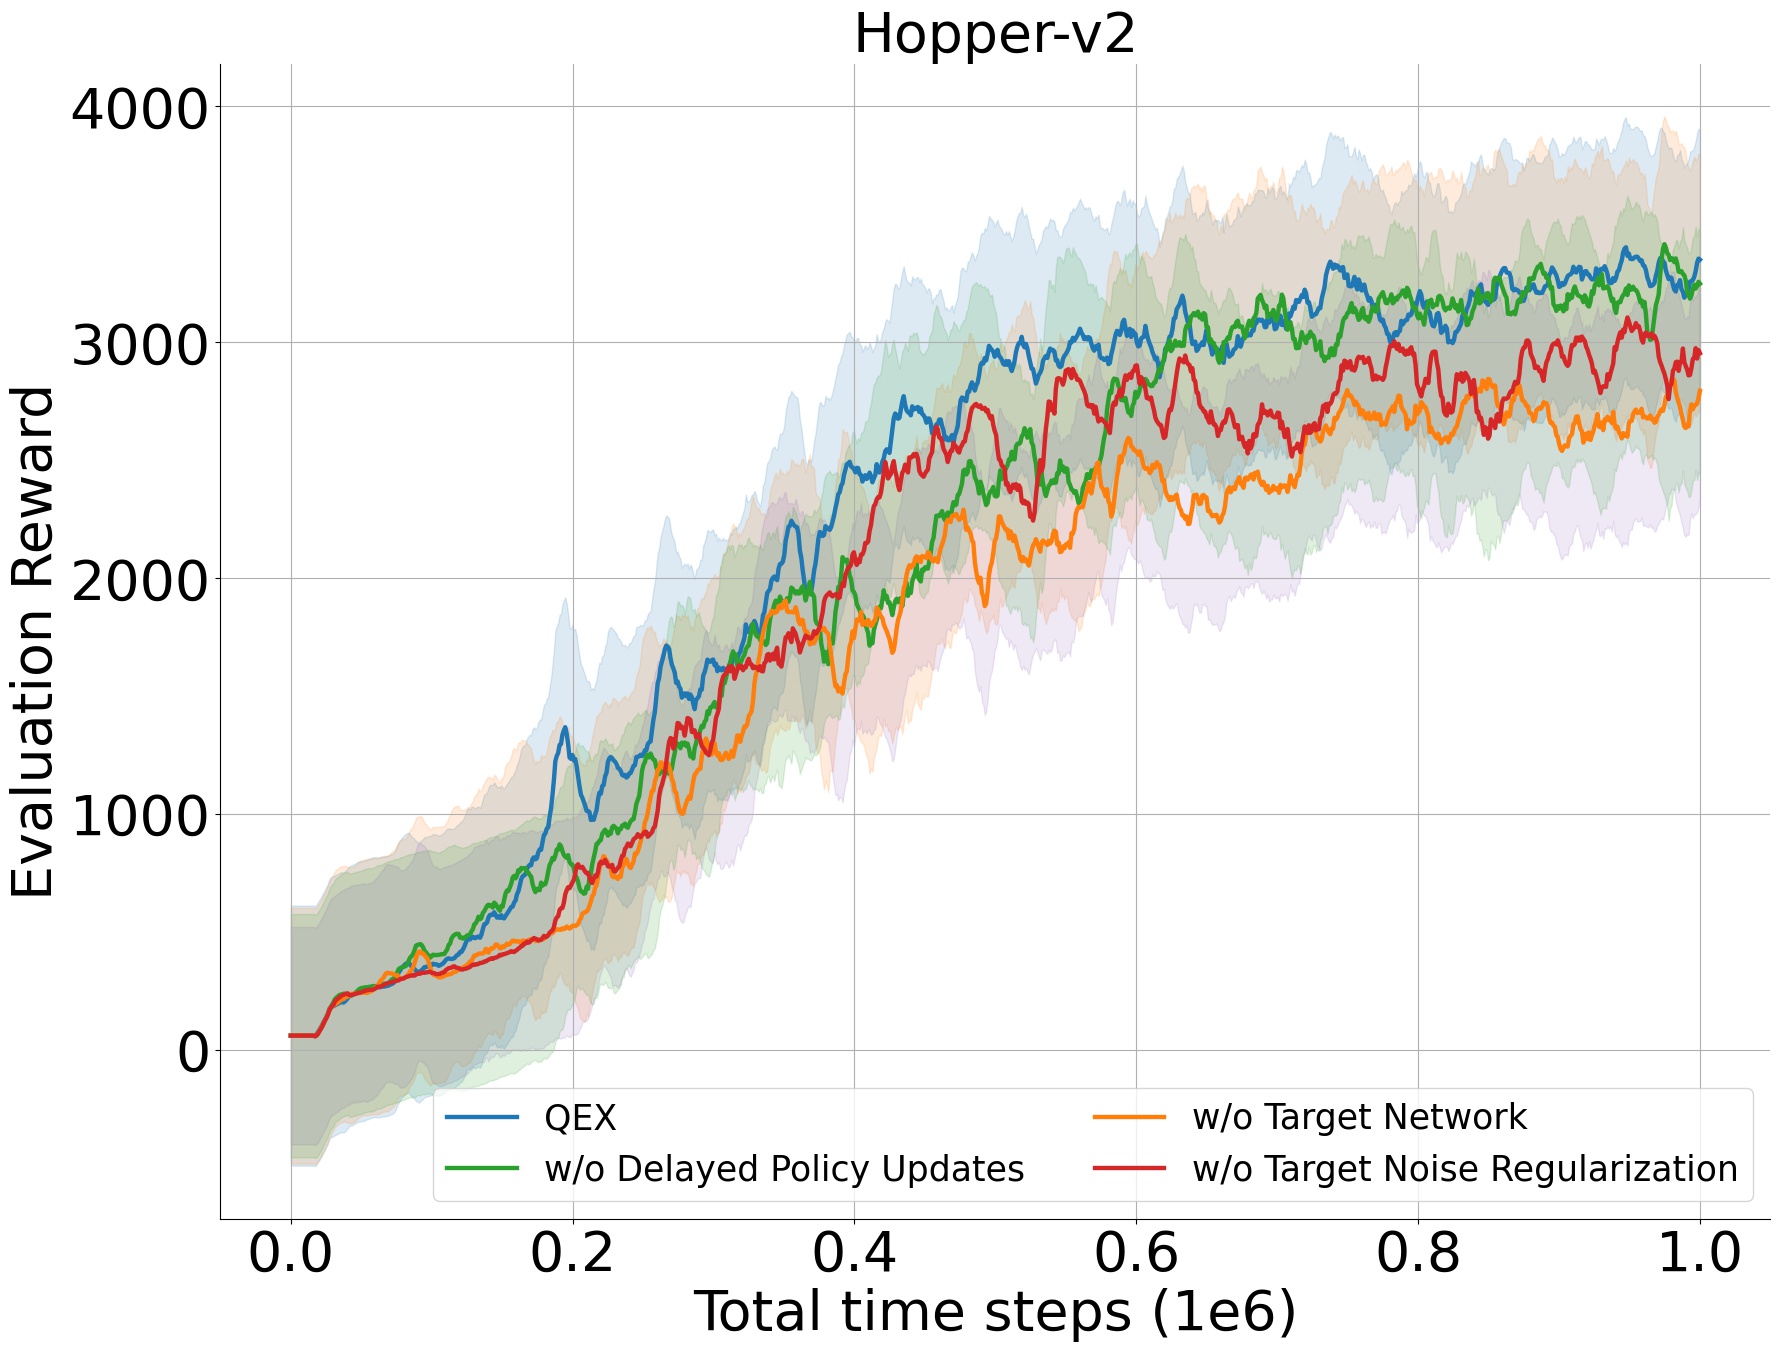 Hopper-v2
Evaluation Reward
4000
3000
2000
1000
0
QEX
w/o Delayed Policy Updates
w/o Target Network
w/o Target Noise Regularization
0.0 0.2 0.4 0.6 0.8 1.0
Total time steps (1e6)